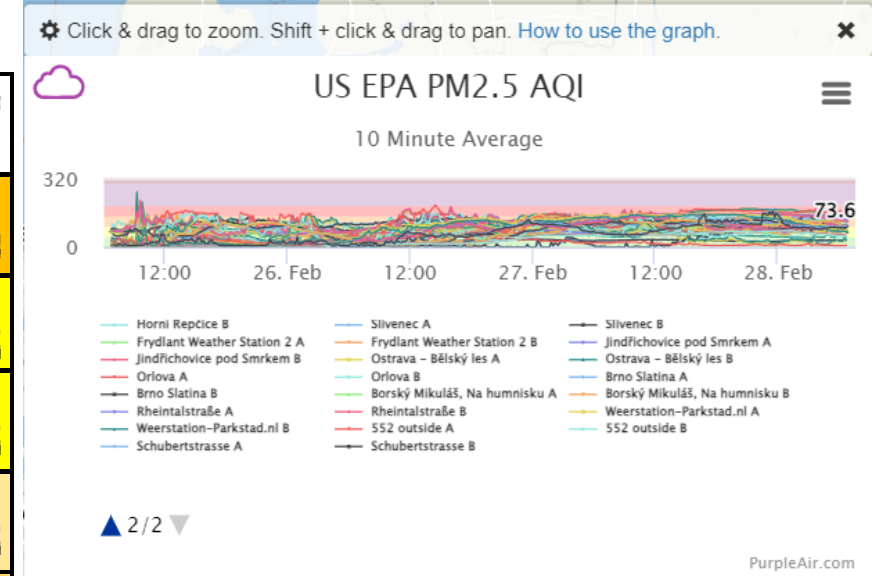 Click & drag to zoom. Shift + click & drag to pan. How to use the graph.
US EPA PM2.5 AQI
10 Minute Average
320
73.6
0
12:00 26. Feb 12:00 27. Feb 12:00 28. Feb
Horni Repčice B Slivenec A Slivenec B
Frydlant Weather Station 2 A Frydlant Weather Station 2 B Jindřichovice pod Smrkem A
Jindřichovice pod Smrkem B Ostrava – Bělský les A Ostrava – Bělský les B
Orlova A Orlova B Brno Slatina A
Brno Slatina B Borský Mikuláš, Na humnisku A Borský Mikuláš, Na humnisku B
Rheintalstraße A Rheintalstraße B Weerstation-Parkstad.nl A
Weerstation-Parkstad.nl B 552 outside A 552 outside B
Schubertstrasse A Schubertstrasse B
2/2
PurpleAir.com